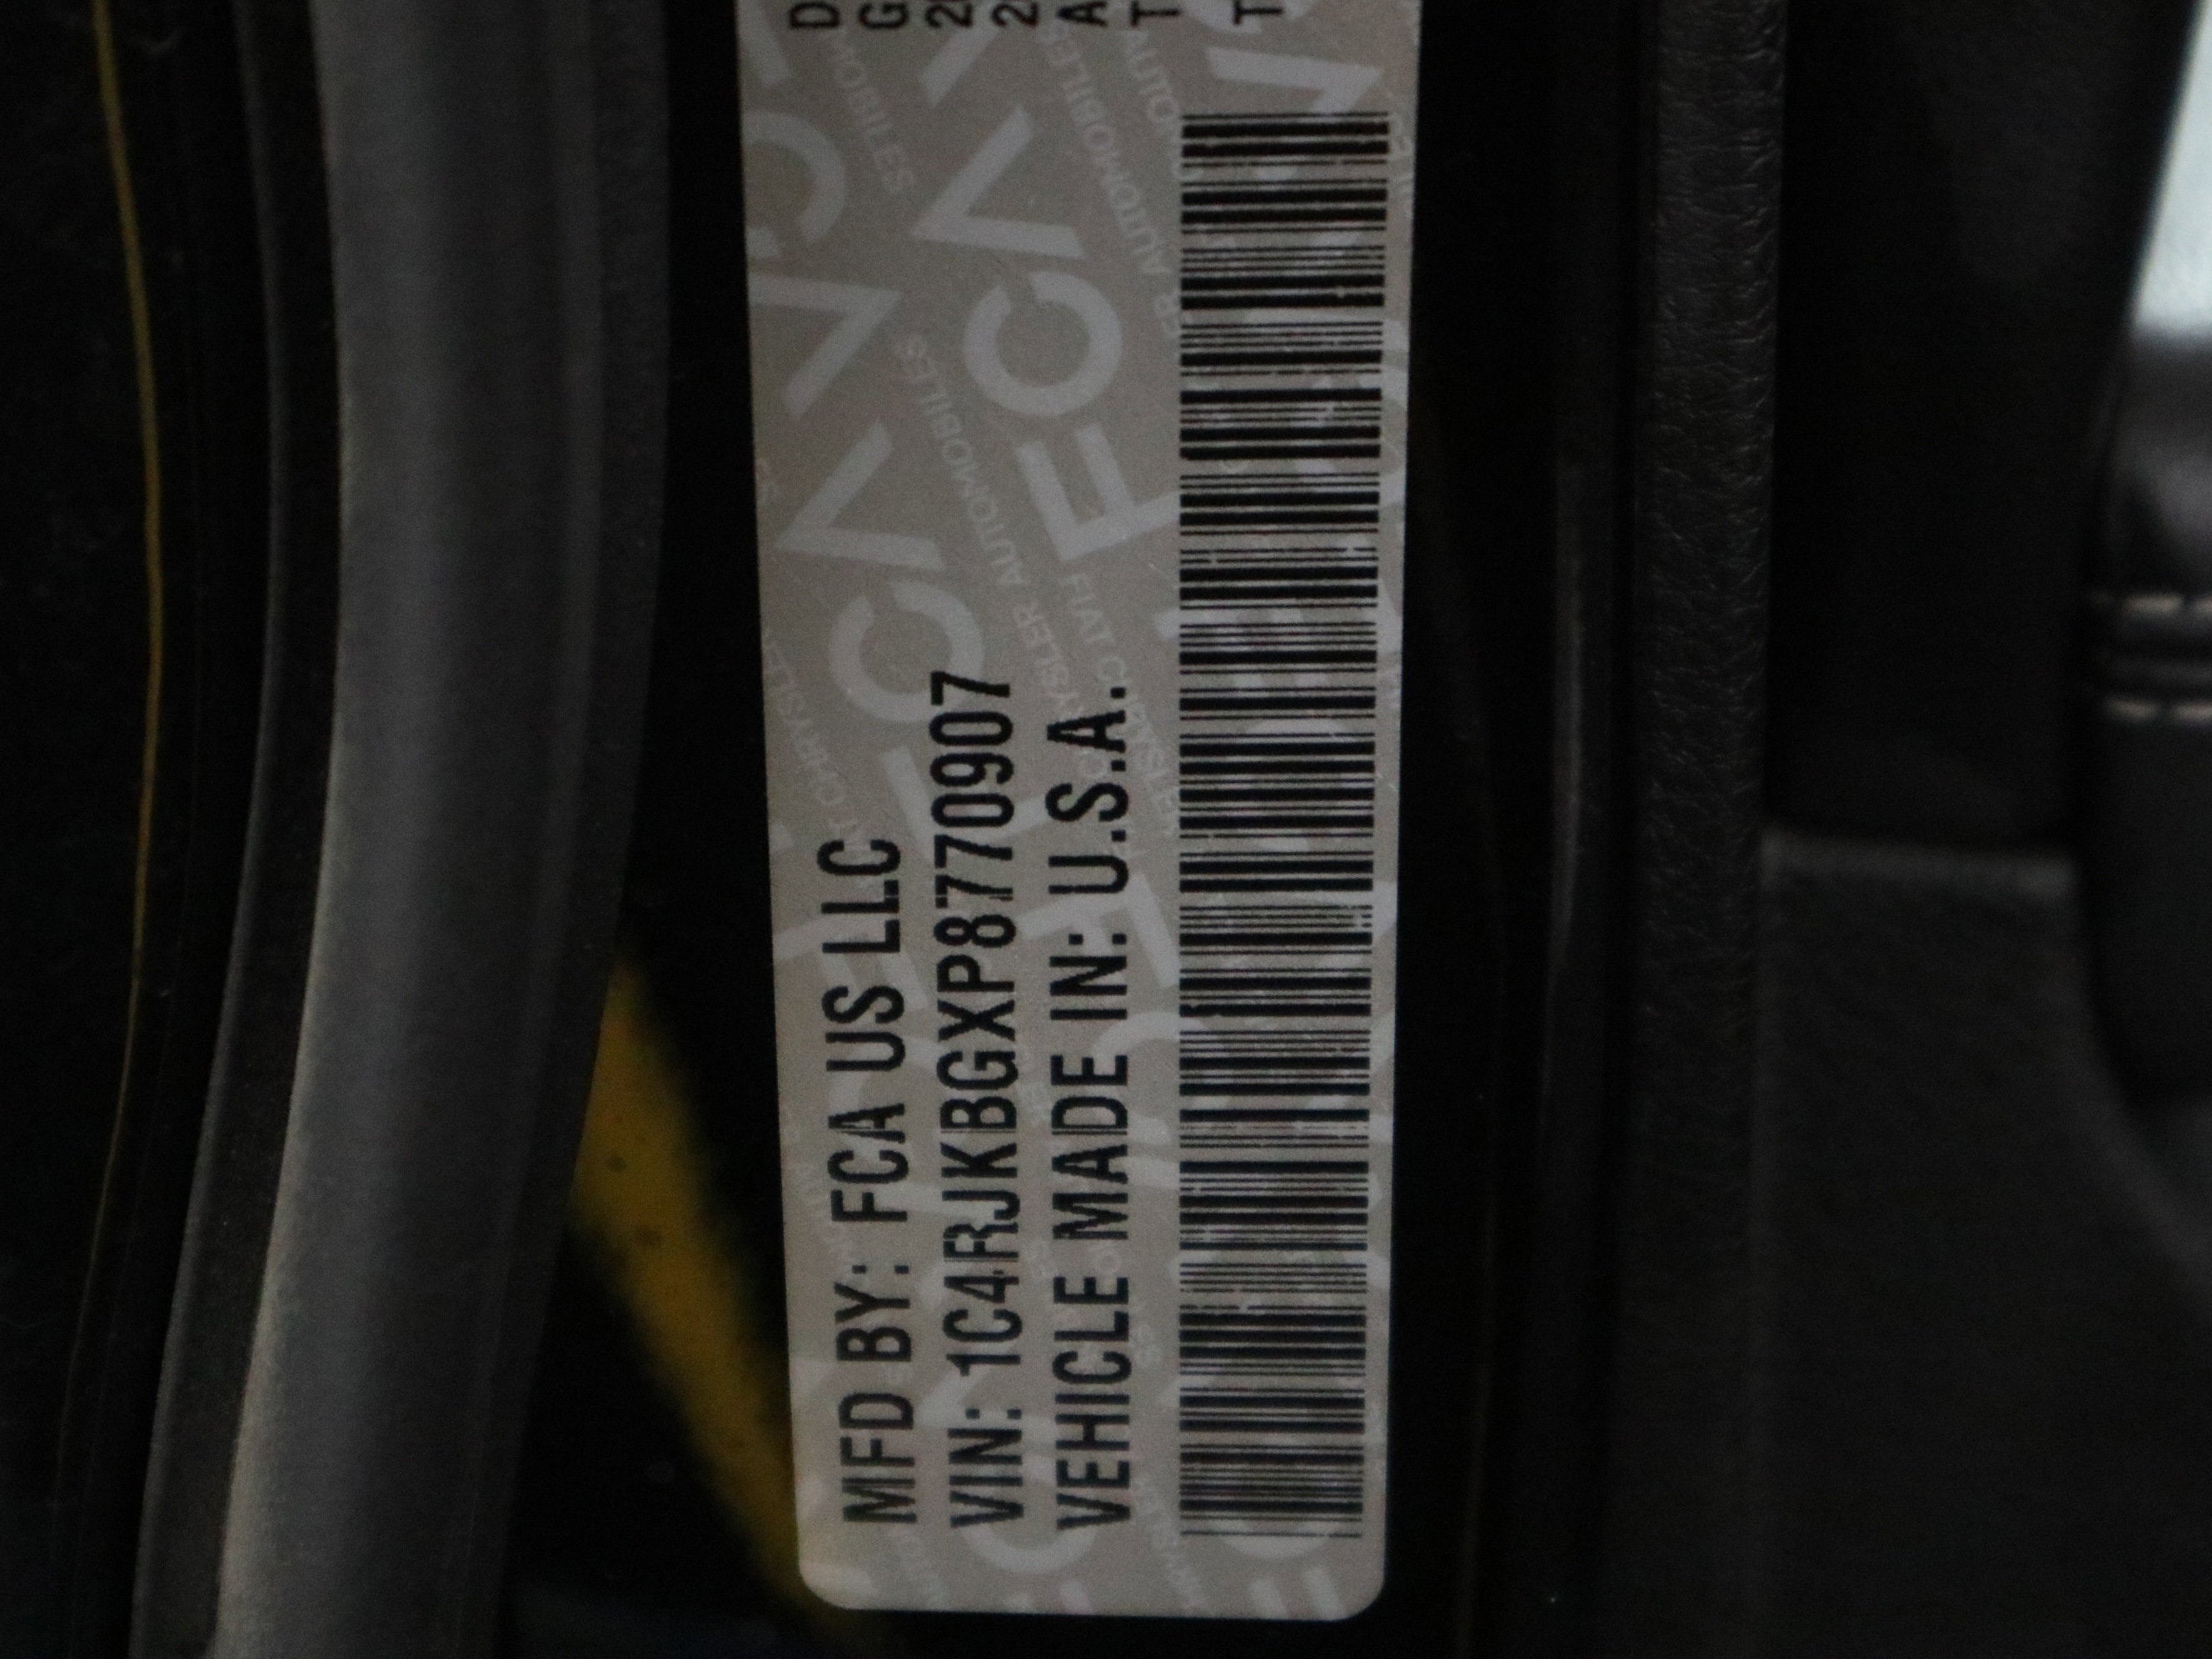 MFD BY: FCA US LLC
VIN: 1C4RJKBGXP8770907
VEHICLE MADE IN: U.S.A.